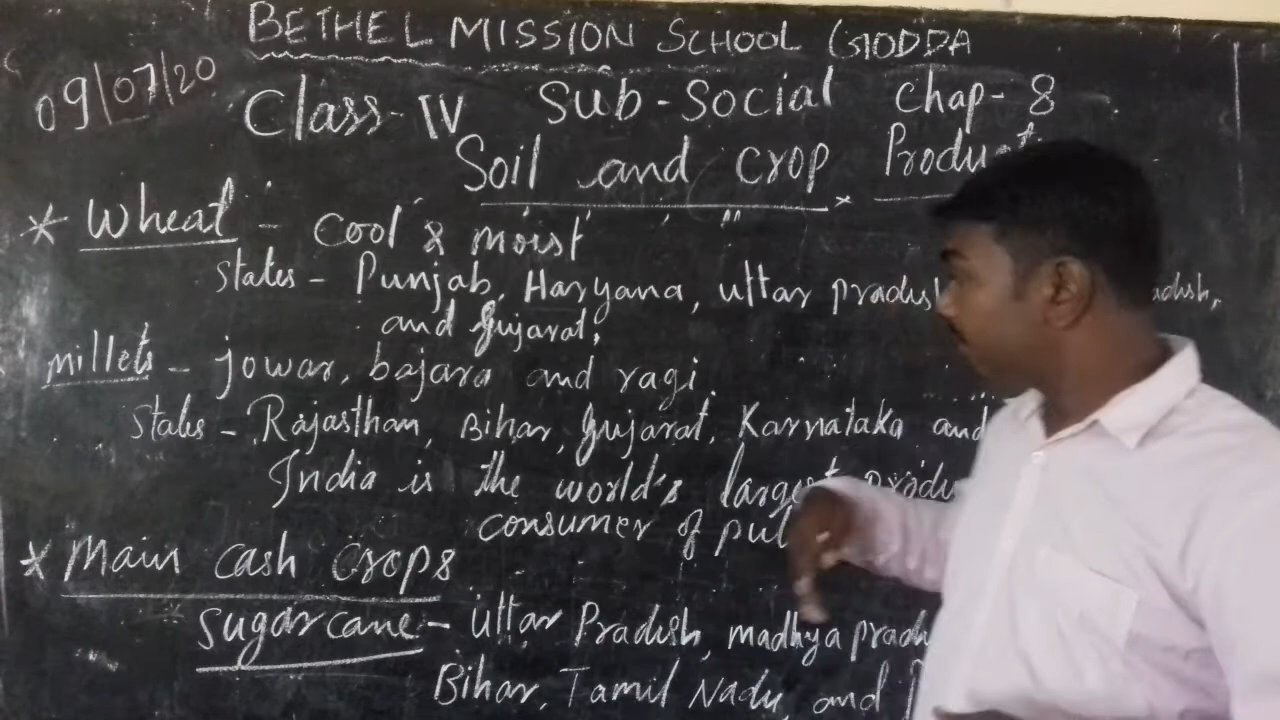 BETHEL MISSION SCHOOL GODDA
09/07/20
Class-IV Sub-Social Chap-8
Soil and crop
* Wheat - Cool & moist
States - Punjab, Haryana, uttar
and Gujarat,
millets - jowar, bajara and ragi.
States - Rajasthan, Bihar, Gujarat, Karnataka and
India is the world's largest
consumer of
* Main cash crops
Sugarcane - Uttar Pradesh, madhya
Bihar, Tamil Nadu, and